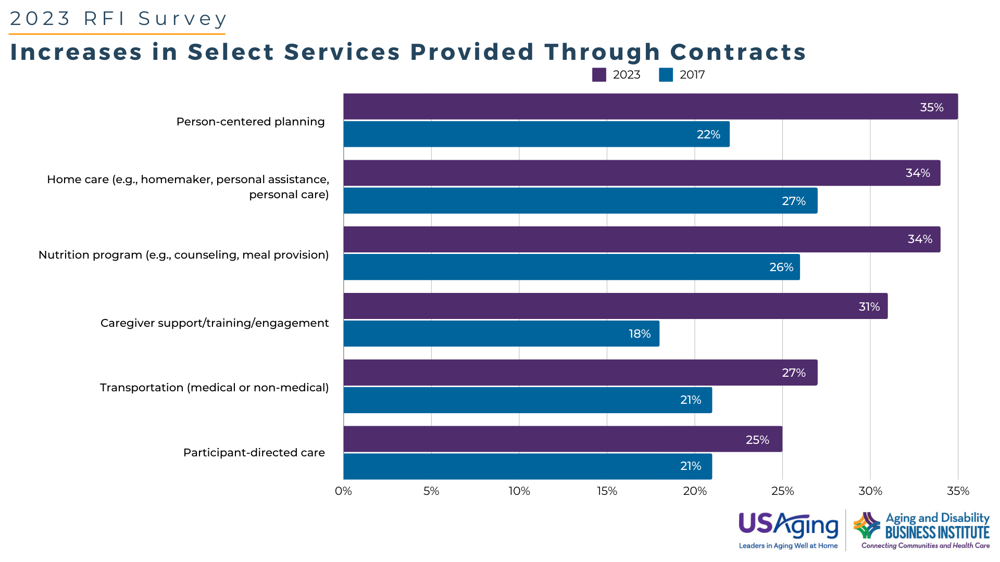 2023 RFI Survey
Increases in Select Services Provided Through Contracts
2023 2017
Person-centered planning
35%
22%
Home care (e.g., homemaker, personal assistance,
personal care)
34%
27%
Nutrition program (e.g., counseling, meal provision)
34%
26%
Caregiver support/training/engagement
31%
18%
Transportation (medical or non-medical)
27%
21%
Participant-directed care
25%
21%
0% 5% 10% 15% 20% 25% 30% 35%
USAging
Leaders in Aging Well at Home
Aging and Disability
BUSINESS INSTITUTE
Connecting Communities and Health Care